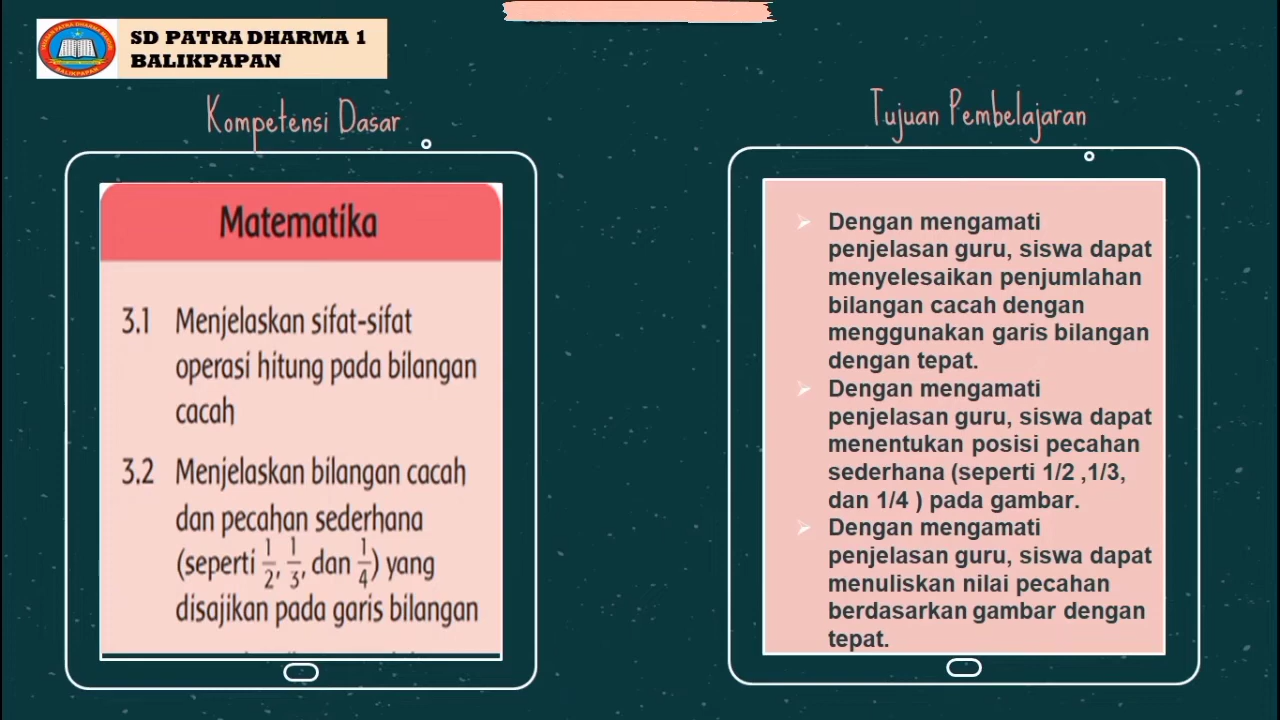 SD PATRA DHARMA 1
BALIKPAPAN
Kompetensi Dasar
Matematika
3.1 Menjelaskan sifat-sifat
operasi hitung pada bilangan
cacah
3.2 Menjelaskan bilangan cacah
dan pecahan sederhana
(seperti 1/2, 1/3, dan 1/4) yang
disajikan pada garis bilangan
Tujuan Pembelajaran
➢ Dengan mengamati
penjelasan guru, siswa dapat
menyelesaikan penjumlahan
bilangan cacah dengan
menggunakan garis bilangan
dengan tepat.
➢ Dengan mengamati
penjelasan guru, siswa dapat
menentukan posisi pecahan
sederhana (seperti 1/2 ,1/3,
dan 1/4 ) pada gambar.
➢ Dengan mengamati
penjelasan guru, siswa dapat
menuliskan nilai pecahan
berdasarkan gambar dengan
tepat.